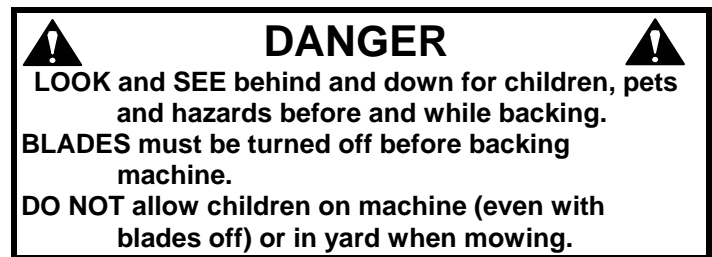 DANGER
LOOK and SEE behind and down for children, pets
and hazards before and while backing.
BLADES must be turned off before backing
machine.
DO NOT allow children on machine (even with
blades off) or in yard when mowing.